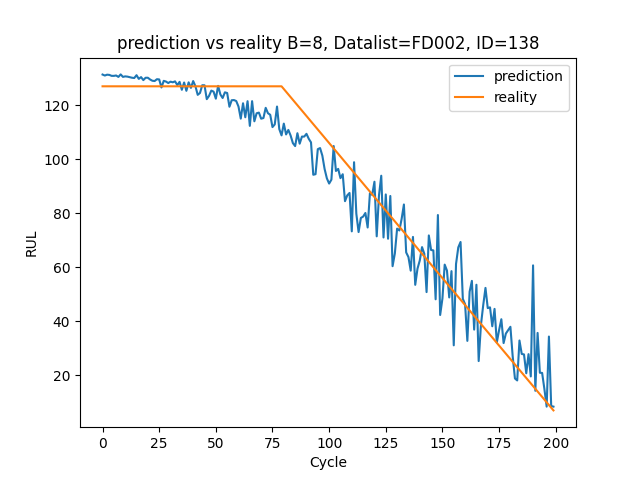 prediction vs reality B=8, Datalist=FD002, ID=138
prediction
reality
RUL
120
100
80
60
40
20
0 25 50 75 100 125 150 175 200
Cycle